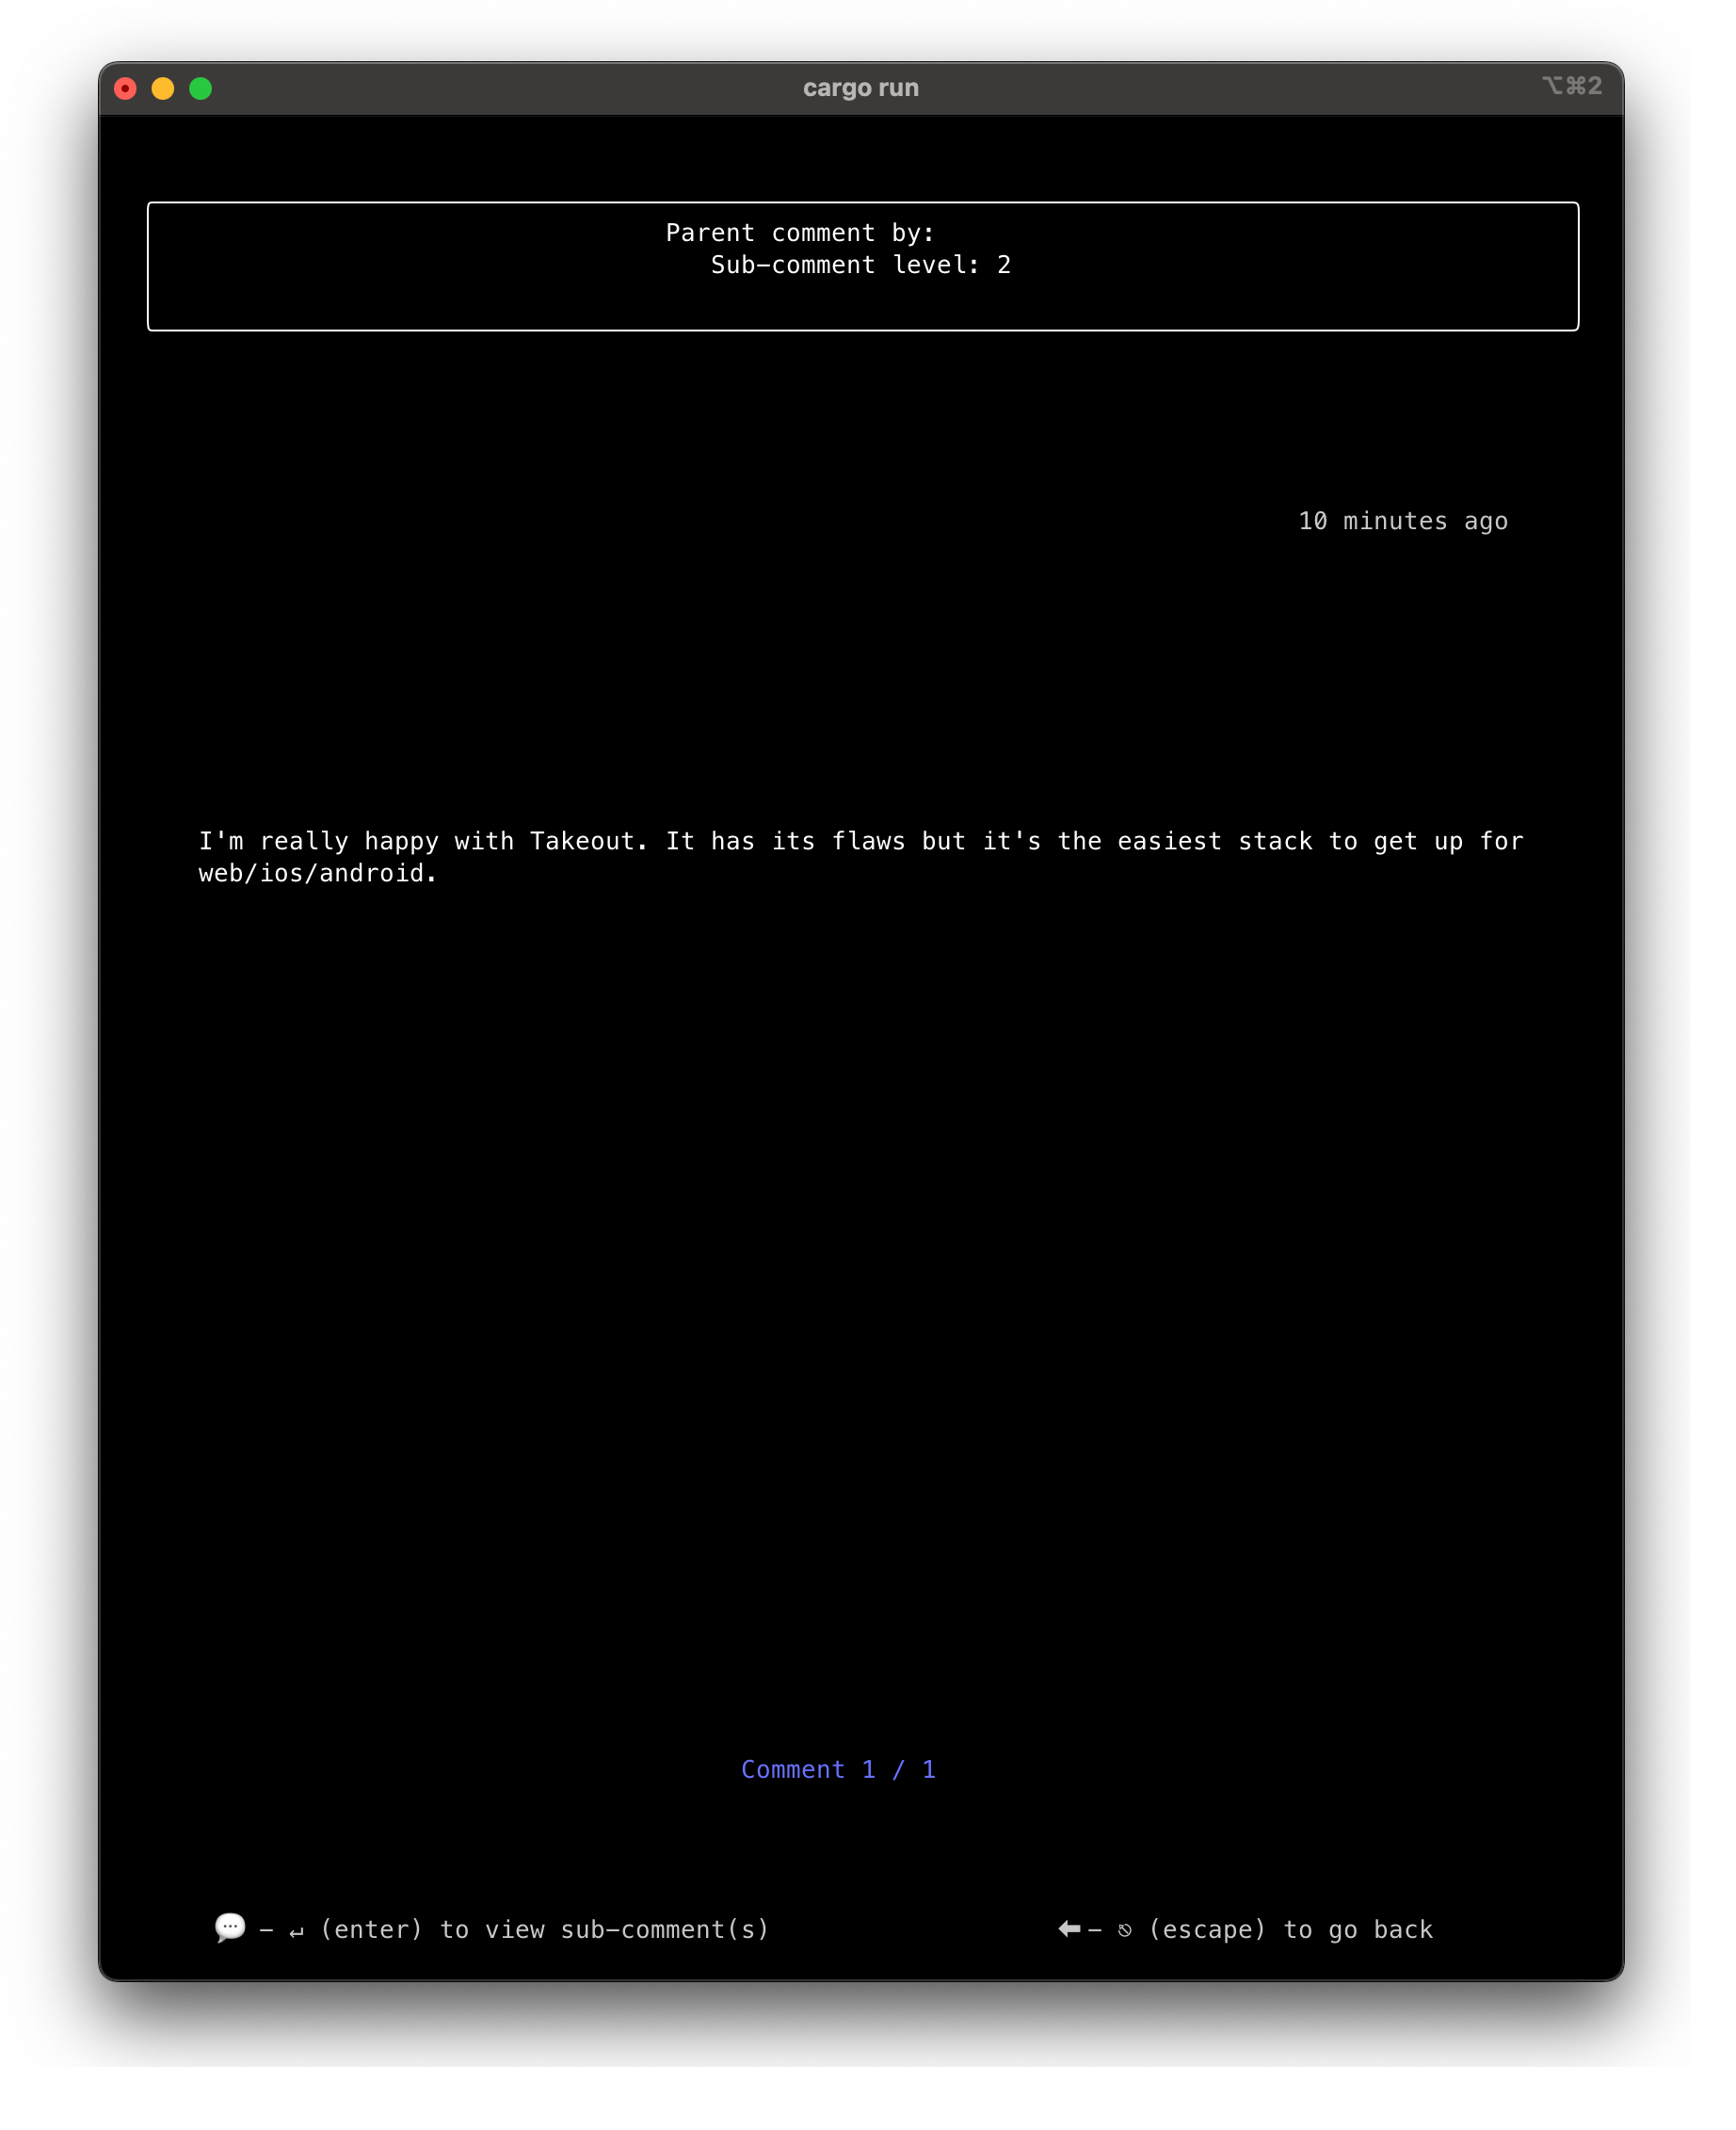 cargo run
⌥⌘2
Parent comment by:
Sub-comment level: 2
10 minutes ago
I'm really happy with Takeout. It has its flaws but it's the easiest stack to get up for
web/ios/android.
Comment 1 / 1
💬 - ↵ (enter) to view sub-comment(s)
⬅ - ⎋ (escape) to go back